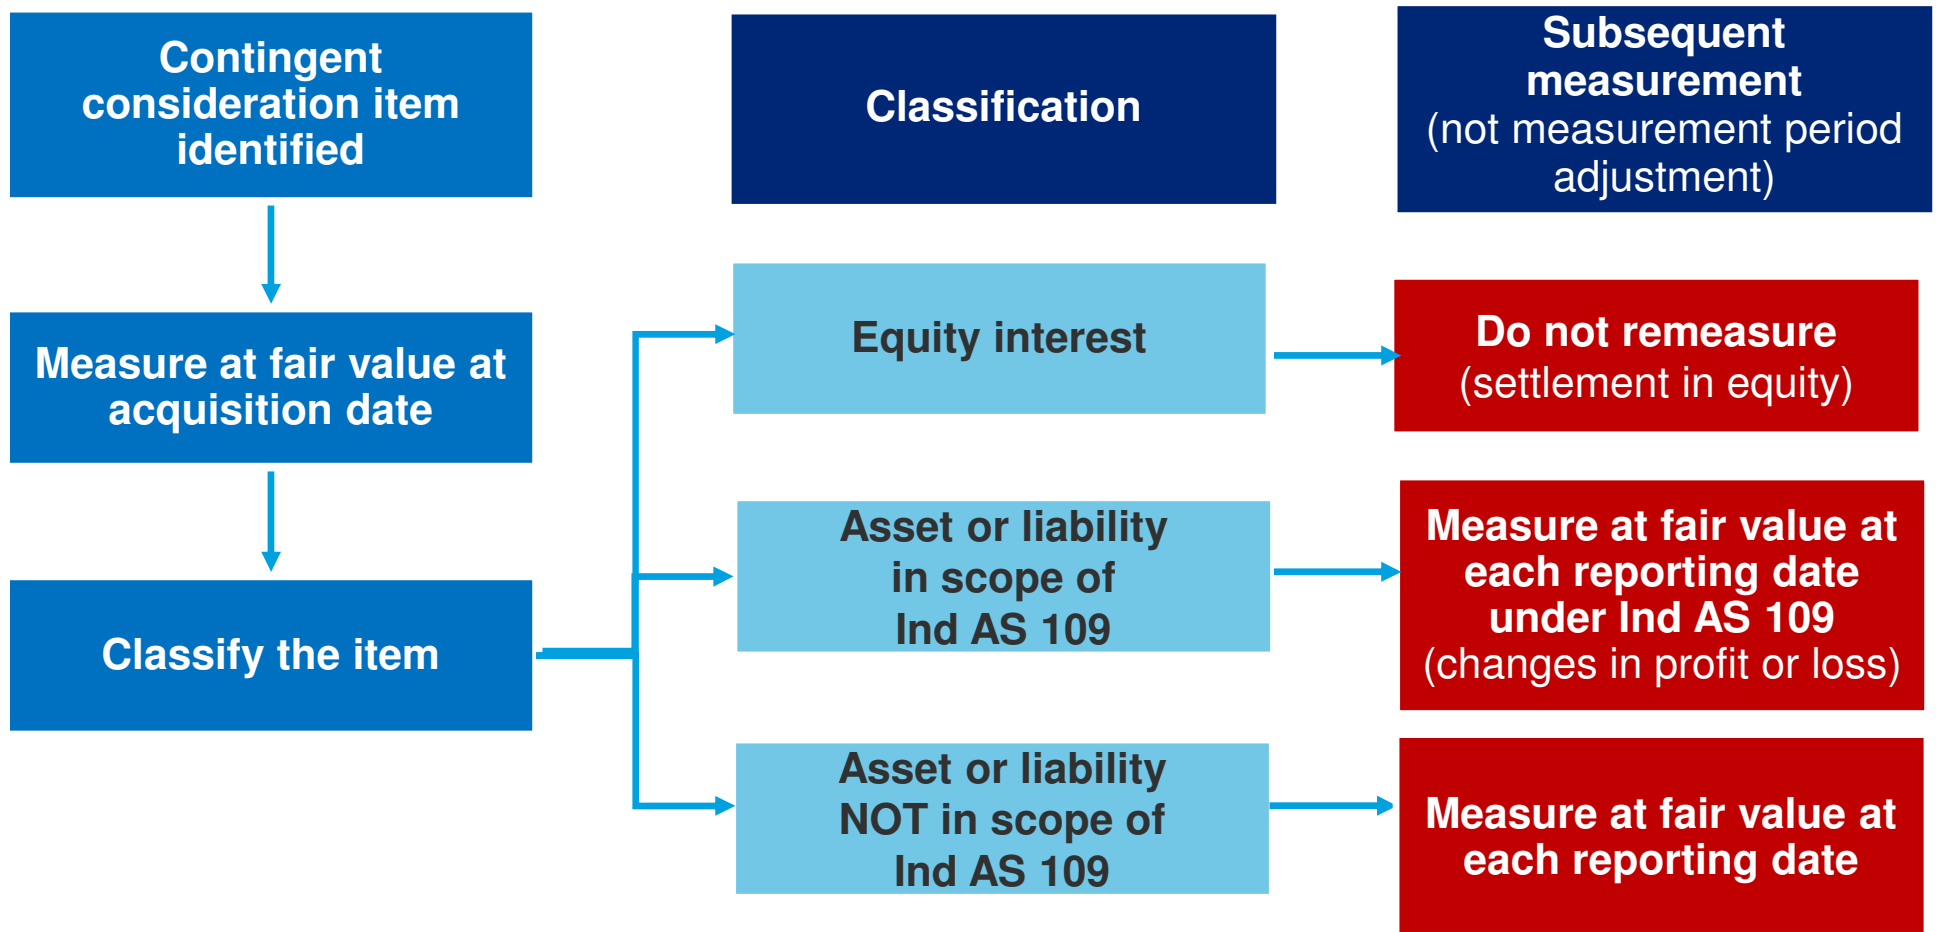 Contingent
consideration item
identified
Measure at fair value at
acquisition date
Classify the item
Classification
Equity interest
Asset or liability
in scope of
Ind AS 109
Asset or liability
NOT in scope of
Ind AS 109
Subsequent
measurement
(not measurement period
adjustment)
Do not remeasure
(settlement in equity)
Measure at fair value at
each reporting date
under Ind AS 109
(changes in profit or loss)
Measure at fair value at
each reporting date